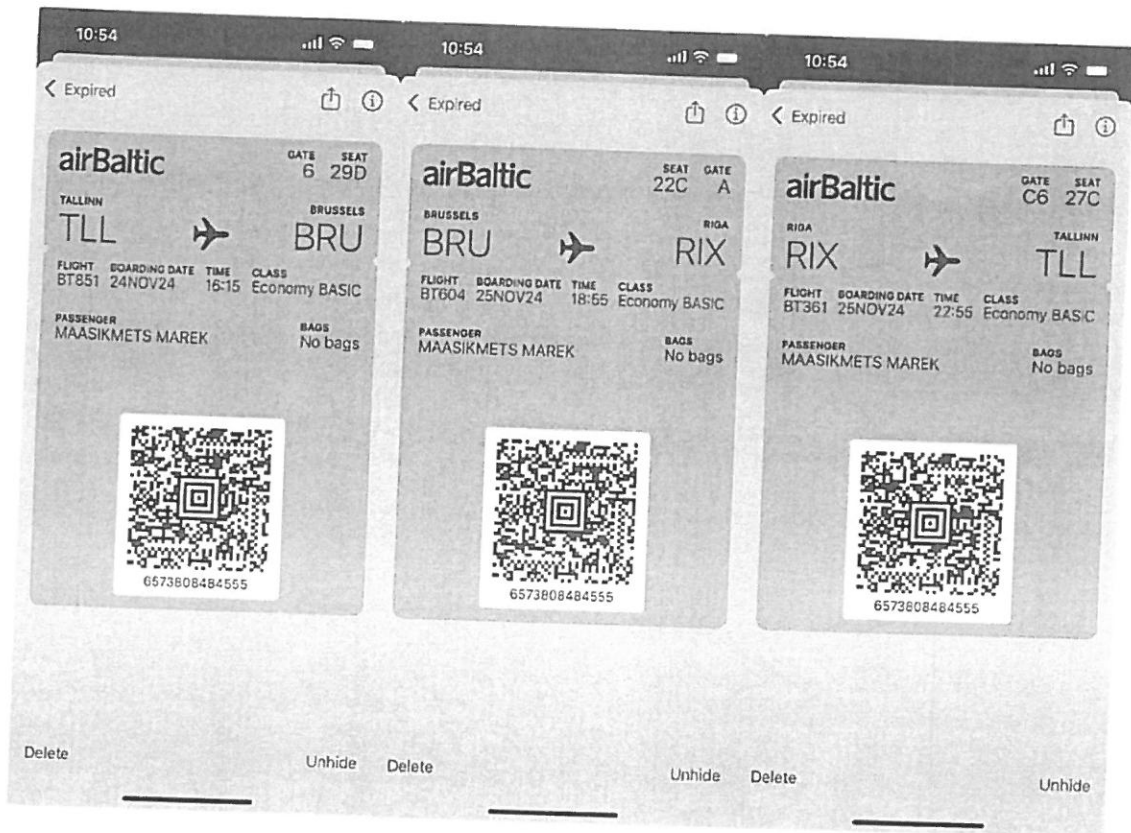 10:54
Expired
airBaltic
GATE SEAT
6 29D
TALLINN BRUSSELS
TLL BRU
FLIGHT BOARDING DATE TIME CLASS
BT851 24NOV24 16:15 Economy BASIC
PASSENGER BAGS
MAASIKMETS MAREK No bags
6573808484555
Delete Unhide
10:54
Expired
airBaltic
SEAT GATE
22C A
BRUSSELS RIGA
BRU RIX
FLIGHT BOARDING DATE TIME CLASS
BT604 25NOV24 18:55 Economy BASIC
PASSENGER BAGS
MAASIKMETS MAREK No bags
6573808484555
Delete Unhide
10:54
Expired
airBaltic
GATE SEAT
C6 27C
RIGA TALLINN
RIX TLL
FLIGHT BOARDING DATE TIME CLASS
BT361 25NOV24 22:55 Economy BASIC
PASSENGER BAGS
MAASIKMETS MAREK No bags
6573808484555
Delete Unhide